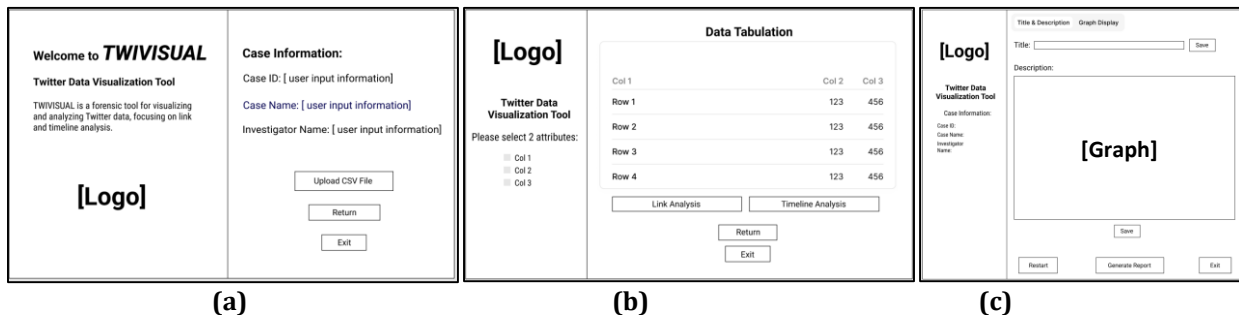 Welcome to TWIVISUAL
Twitter Data Visualization Tool
TWIVISUAL is a forensic tool for visualizing
and analyzing Twitter data, focusing on link
and timeline analysis.
[Logo]
Case Information:
Case ID: [ user input information]
Case Name: [ user input information]
Investigator Name: [ user input information]
Upload CSV File
Return
Exit
(a)
[Logo]
Twitter Data
Visualization Tool
Please select 2 attributes:
Col 1
Col 2
Col 3
Data Tabulation
Col 1 Col 2 Col 3
Row 1 123 456
Row 2 123 456
Row 3 123 456
Row 4 123 456
Link Analysis Timeline Analysis
Return
Exit
(b)
[Logo]
Twitter Data
Visualization Tool
Case Information:
Case ID:
Case Name:
Investigator
Name:
Title & Description Graph Display
Title: Save
Description:
[Graph]
Save
Restart Generate Report Exit
(c)